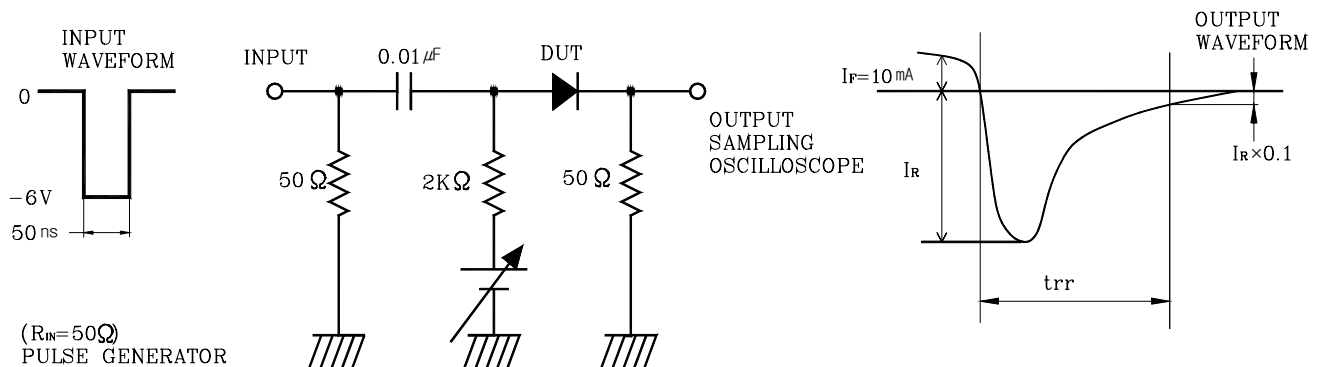 INPUT
WAVEFORM
0
-6V
50ns
(RIN=50Ω)
PULSE GENERATOR
INPUT
0.01μF
DUT
50Ω
2KΩ
50Ω
OUTPUT
SAMPLING
OSCILLOSCOPE
OUTPUT
WAVEFORM
IF=10mA
IR
IR×0.1
trr